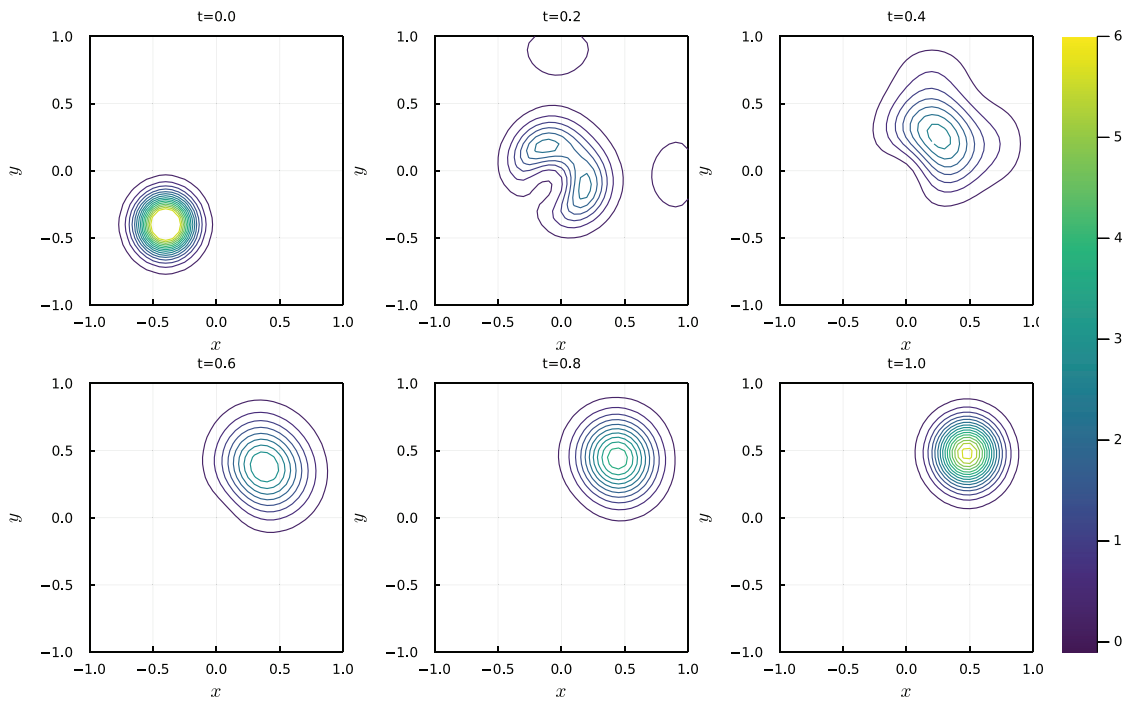 t=0.0 t=0.2 t=0.4
1.0 1.0 1.0 6
0.5 0.5 0.5 5
y 0.0 y 0.0 y 0.0
−0.5 −0.5 −0.5
−1.0 −1.0 −1.0 4
−1.0 −0.5 0.0 0.5 1.0 −1.0 −0.5 0.0 0.5 1.0 −1.0 −0.5 0.0 0.5 1.0
x x x 3
t=0.6 t=0.8 t=1.0
1.0 1.0 1.0
0.5 0.5 0.5 2
y 0.0 y 0.0 y 0.0
1
−0.5 −0.5 −0.5
−1.0 −1.0 −1.0 0
−1.0 −0.5 0.0 0.5 1.0 −1.0 −0.5 0.0 0.5 1.0 −1.0 −0.5 0.0 0.5 1.0
x x x